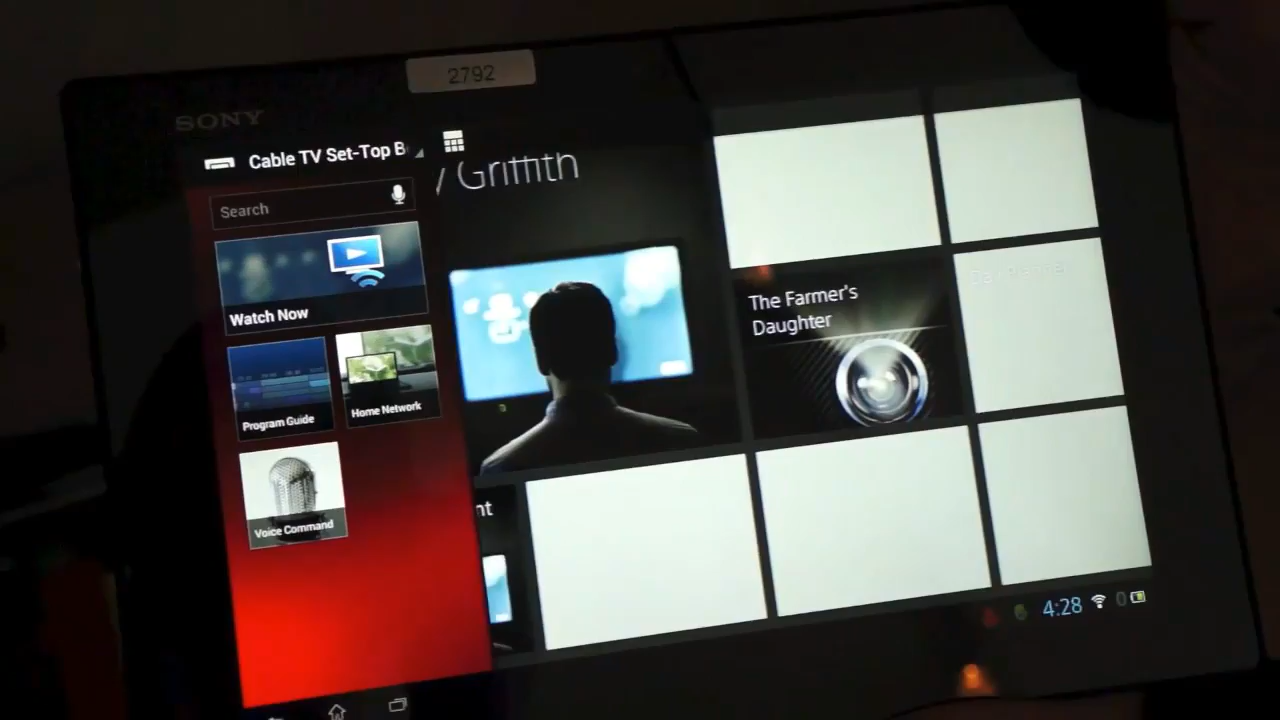 2792
SONY
Cable TV Set-Top B
Search
Watch Now
Program Guide
Home Network
Voice Command
Griffith
The Farmer's
Daughter
nt
4:28